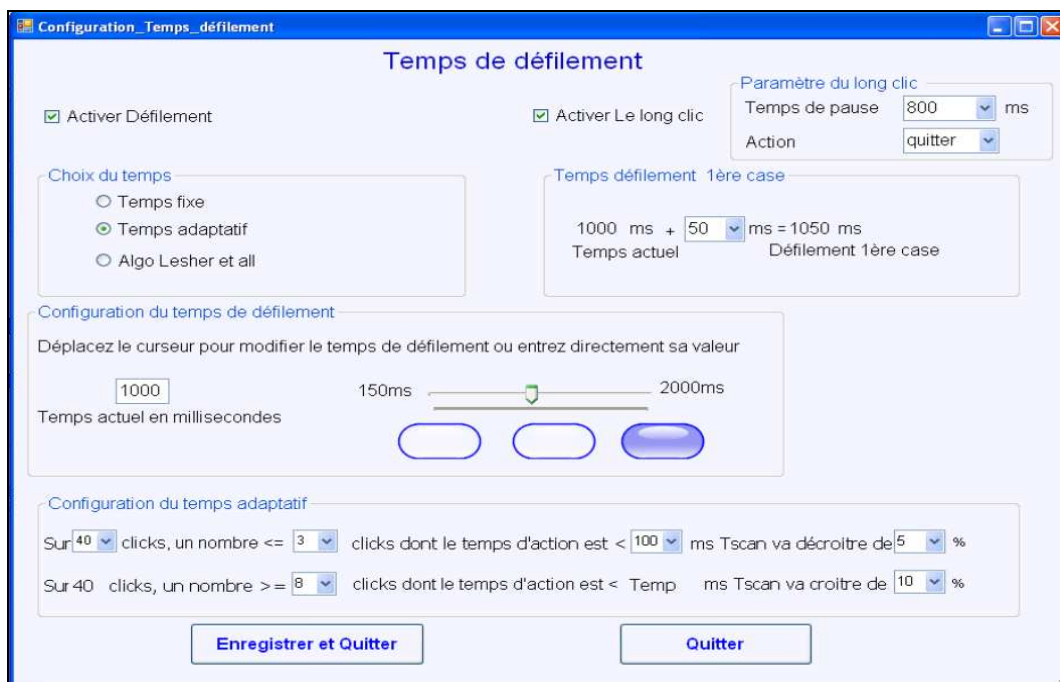 Configuration_Temps_défilement
Temps de défilement
Activer Défilement
Activer Le long clic
Paramètre du long clic
Temps de pause 800 ms
Action quitter
Choix du temps
Temps fixe
Temps adaptatif
Algo Lesher et all
Temps défilement 1ère case
1000 ms + 50 ms = 1050 ms
Temps actuel Défilement 1ère case
Configuration du temps de défilement
Déplacez le curseur pour modifier le temps de défilement ou entrez directement sa valeur
1000 150ms 2000ms
Temps actuel en millisecondes
Configuration du temps adaptatif
Sur 40 clicks, un nombre <= 3 clicks dont le temps d'action est < 100 ms Tscan va décroitre de 5 %
Sur 40 clicks, un nombre >= 8 clicks dont le temps d'action est < Temp ms Tscan va croitre de 10 %
Enregistrer et Quitter
Quitter